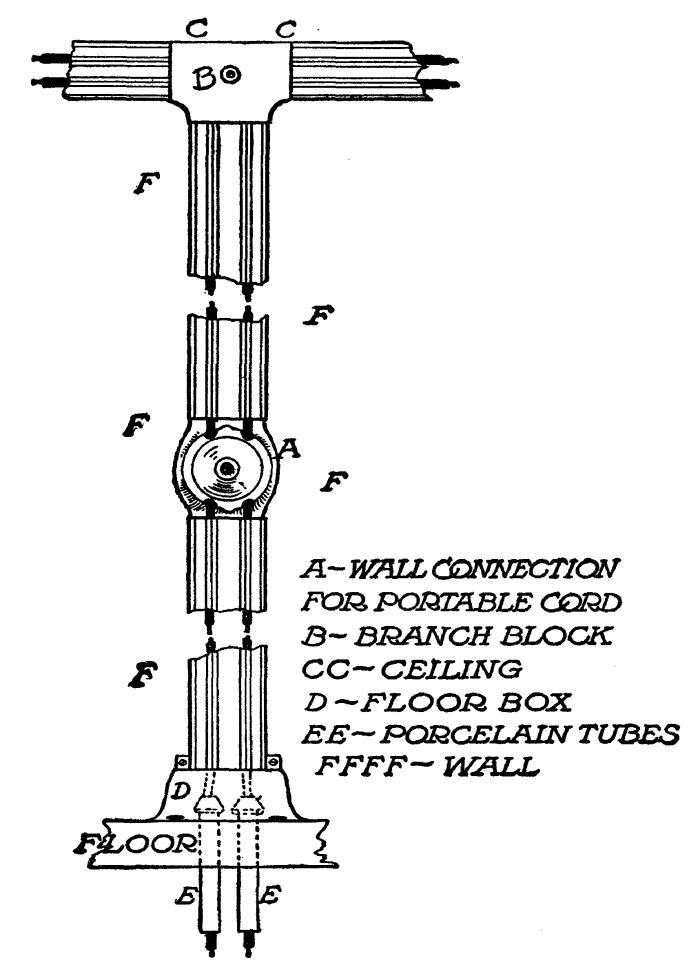 C C
B
F
F
F
A
F
A~WALL CONNECTION
FOR PORTABLE CORD
B~BRANCH BLOCK
CC~CEILING
F
D~FLOOR BOX
EE~PORCELAIN TUBES
FFFF~WALL
D
FLOOR
E E